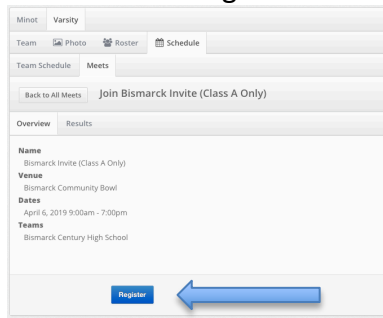 Minot Varsity
Team Photo Roster Schedule
Team Schedule Meets
Back to All Meets Join Bismarck Invite (Class A Only)
Overview Results
Name
Bismarck Invite (Class A Only)
Venue
Bismarck Community Bowl
Dates
April 6, 2019 9:00am - 7:00pm
Teams
Bismarck Century High School
Register